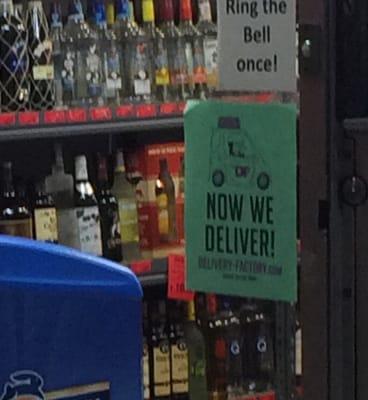 Ring the
Bell
once!
NOW WE
DELIVER!
DELIVERY-FACTORY.com